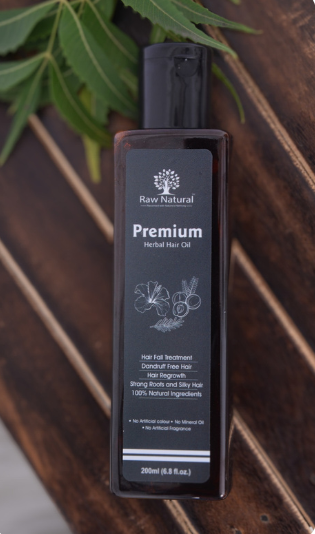 Raw Natural
Premium
Herbal Hair Oil
Hair Fall Treatment
Dandruff Free Hair
Hair Regrowth
Strong Roots and Silky Hair
100% Natural Ingredients
• No Artificial colour • No Mineral Oil
• No Artificial Fragrance
200ml (6.8 fl.oz.)